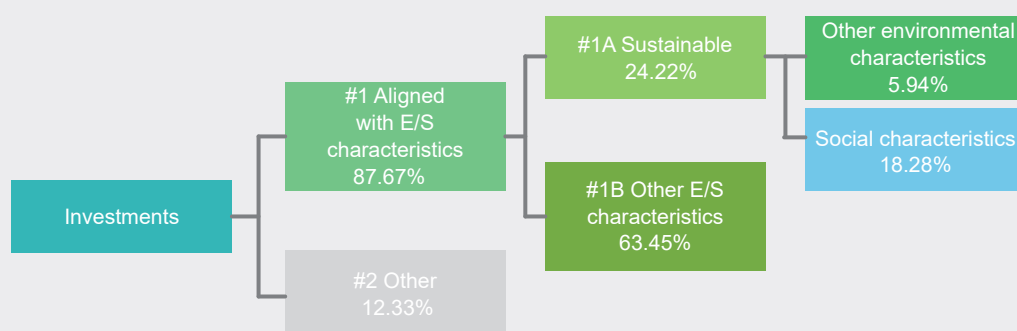 Investments
#1 Aligned
with E/S
characteristics
87.67%
#2 Other
12.33%
#1A Sustainable
24.22%
#1B Other E/S
characteristics
63.45%
Other environmental
characteristics
5.94%
Social characteristics
18.28%